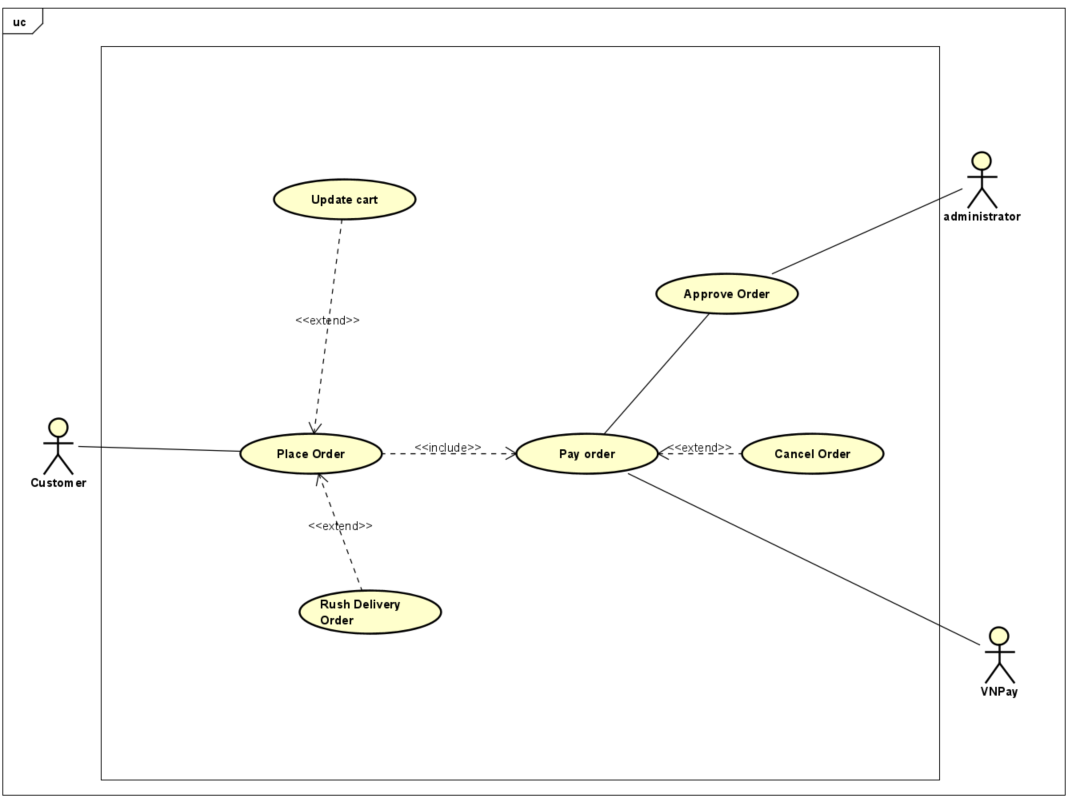 uc
Update cart
administrator
Approve Order
<<extend>>
Customer
Place Order
<<include>>
Pay order
<<extend>>
Cancel Order
<<extend>>
Rush Delivery
Order
VNPay